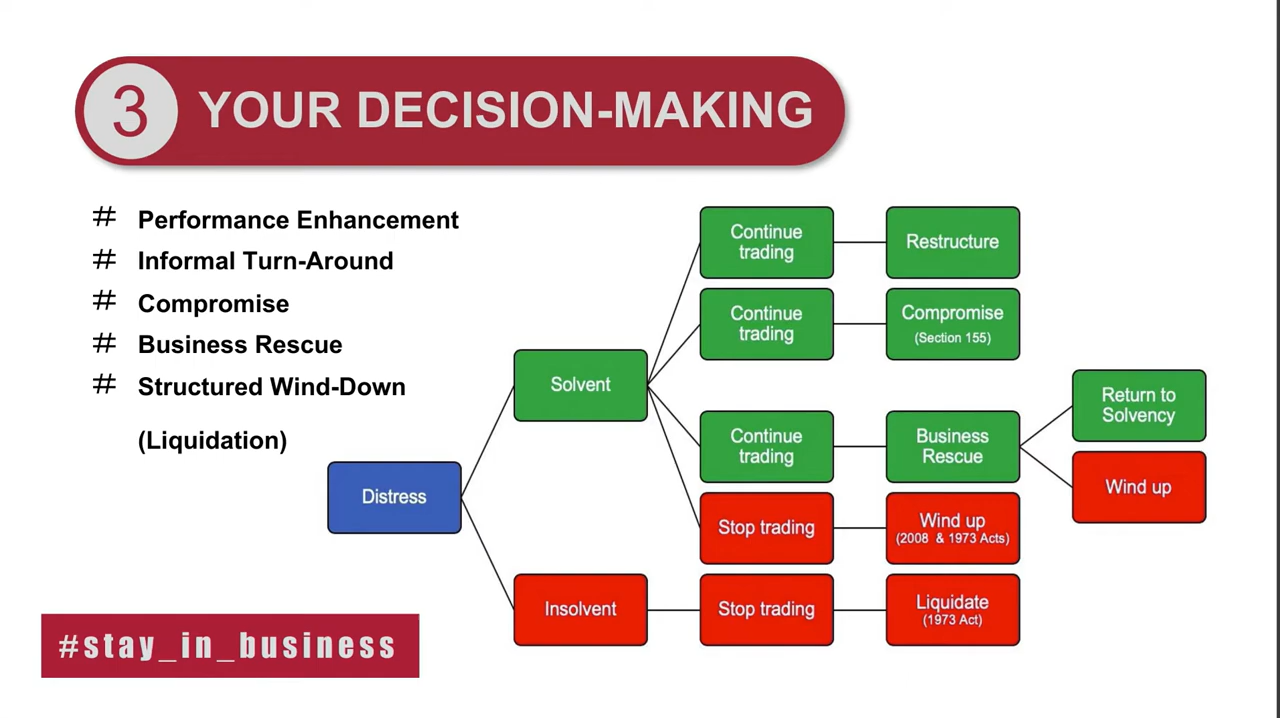 3 YOUR DECISION-MAKING
# Performance Enhancement
# Informal Turn-Around
# Compromise
# Business Rescue
# Structured Wind-Down
(Liquidation)
Distress
Solvent
Insolvent
Continue
trading
Restructure
Continue
trading
Compromise
(Section 155)
Continue
trading
Business
Rescue
Return to
Solvency
Wind up
Stop trading
Wind up
(2008 & 1973 Acts)
Stop trading
Liquidate
(1973 Act)
#stay_in_business